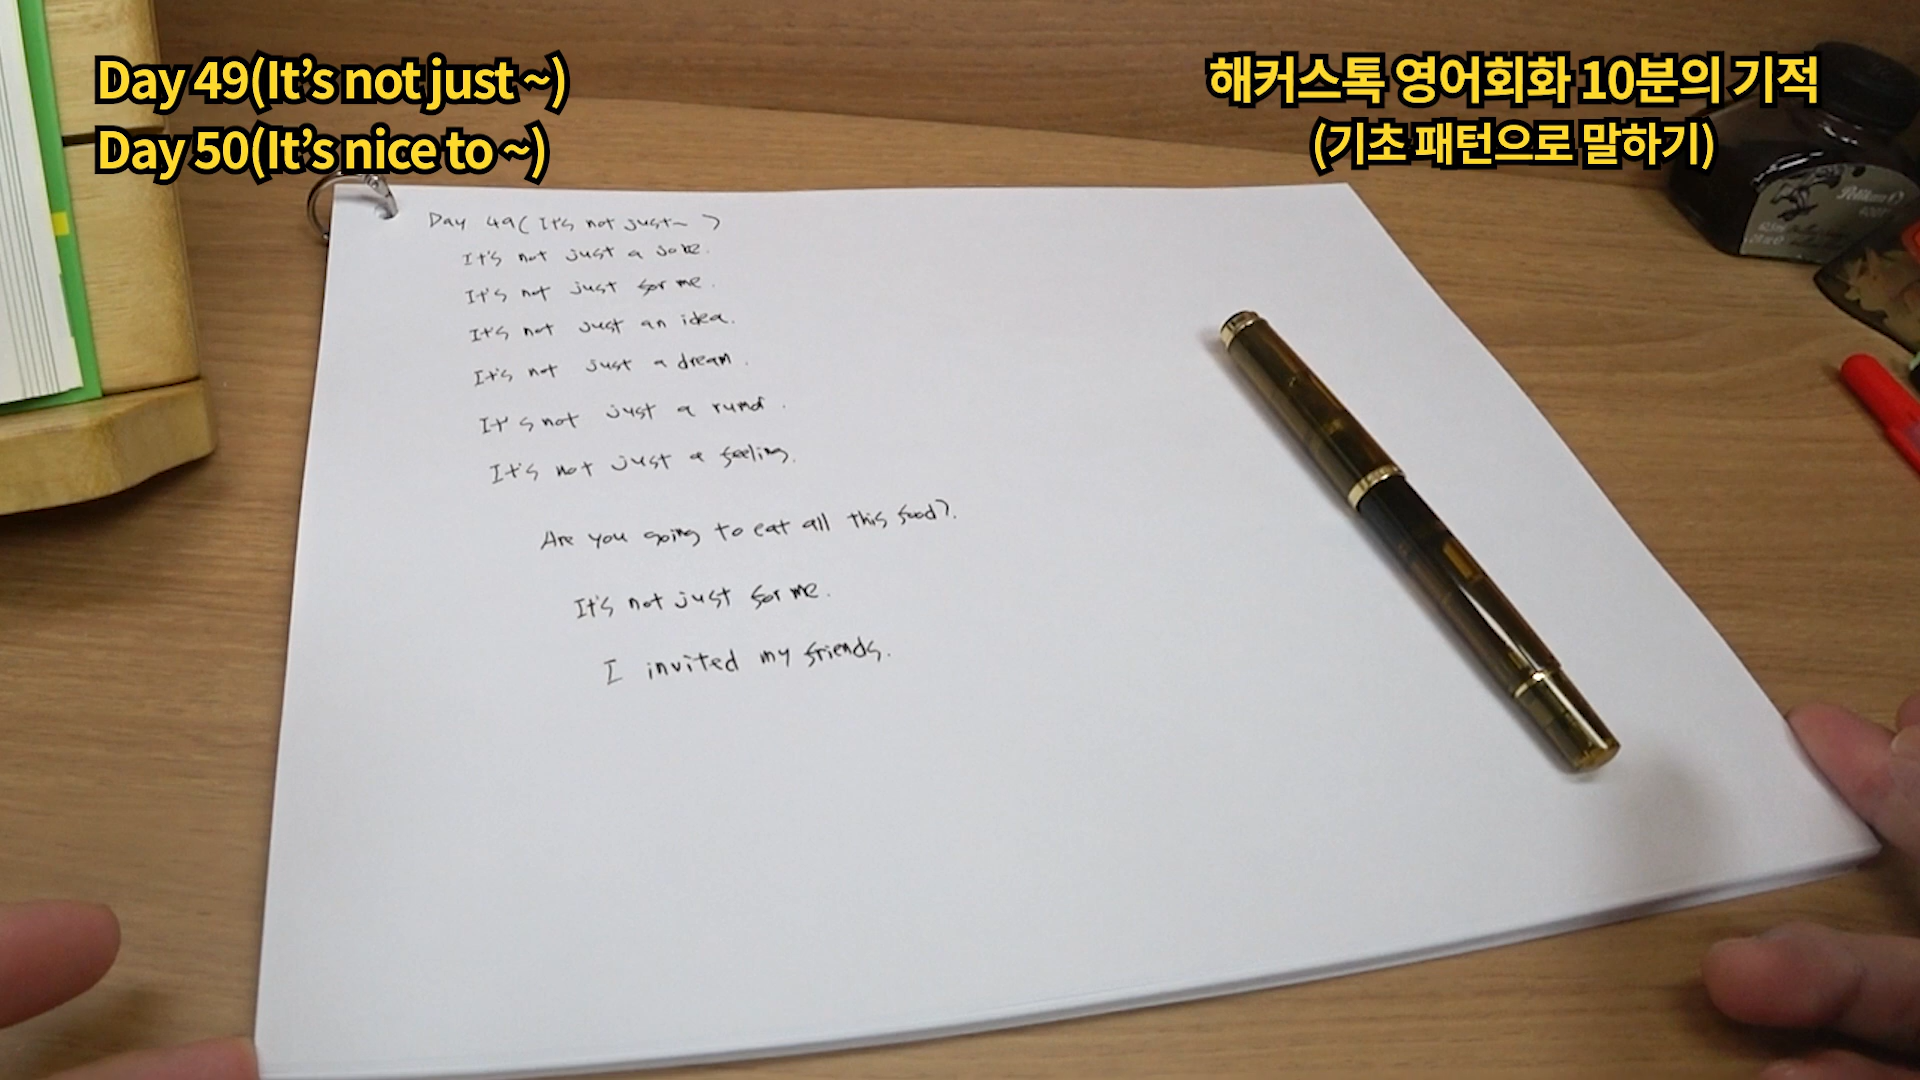 Day 49(It's not just ~)
Day 50(It's nice to ~)
해커스톡 영어회화 10분의 기적
(기초 패턴으로 말하기)
Day 49(It's not just~)
It's not just a joke.
It's not just for me.
It's not just an idea.
It's not just a dream.
It's not just a rumor.
It's not just a feeling.
Are you going to eat all this food?.
It's not just for me.
I invited my friends.
Pelikan
4001